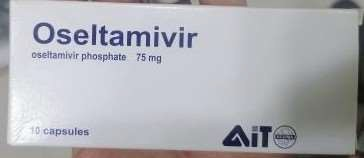 Oseltamivir
oseltamivir phosphate 75 mg
10 capsules
AiT